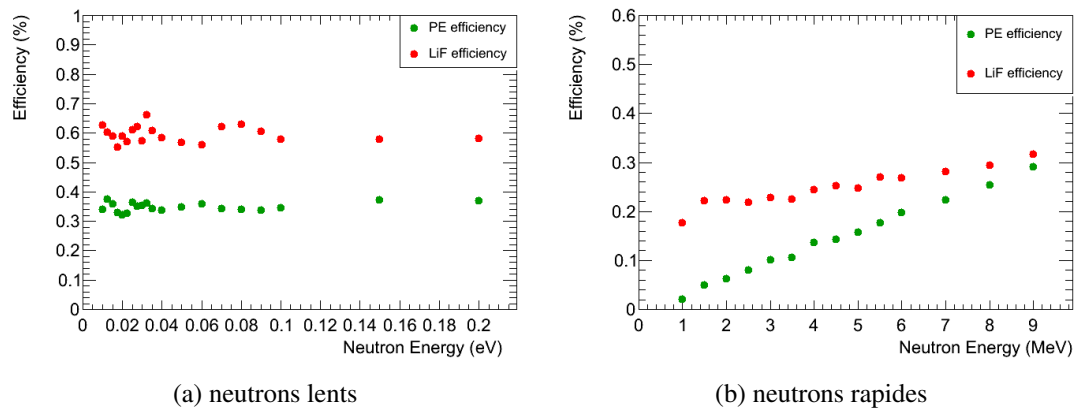 Efficiency (%)
1
0.9
0.8
0.7
0.6
0.5
0.4
0.3
0.2
0.1
0
PE efficiency
LiF efficiency
0 0.02 0.04 0.06 0.08 0.1 0.12 0.14 0.16 0.18 0.2
Neutron Energy (eV)
(a) neutrons lents
Efficiency (%)
0.6
0.5
0.4
0.3
0.2
0.1
0
PE efficiency
LiF efficiency
0 1 2 3 4 5 6 7 8 9
Neutron Energy (MeV)
(b) neutrons rapides